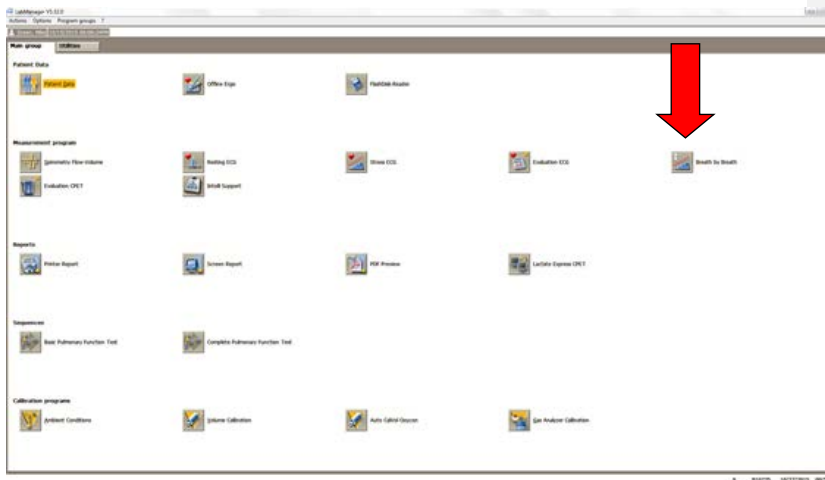 LabManager V5.32.0
Actions Options Program groups ?
Main group Utilities
Patient Data
Patient Data Office Ergo FlashDisk Reader
Measurement program
Spirometry Flow-Volume Resting ECG Stress ECG Evaluation ECG Breath by Breath
Evaluation CPET Intelli Support
Reports
Printer Report Screen Report PDF Preview Lactate Express CPET
Sequences
Basic Pulmonary Function Test Complete Pulmonary Function Test
Calibration programs
Ambient Conditions Volume Calibration Auto Calibration Oxycon Gas Analyzer Calibration